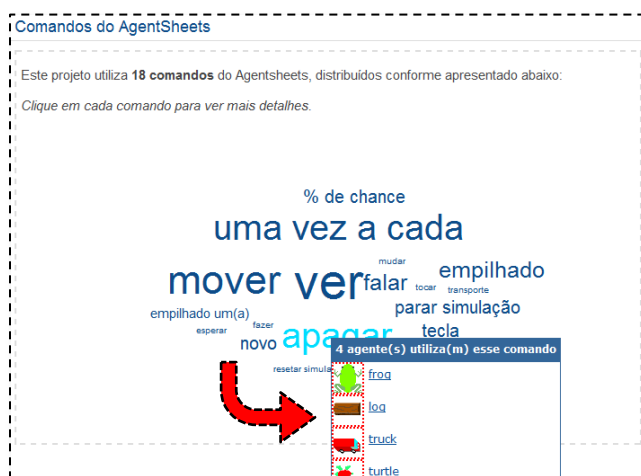 Comandos do AgentSheets
Este projeto utiliza 18 comandos do Agentsheets, distribuídos conforme apresentado abaixo:
Clique em cada comando para ver mais detalhes.
% de chance
uma vez a cada
mudar
mover ver falar tocar transporte empilhado
empilhado um(a) parar simulação
esperar fazer novo apagar tecla
resetar simula
4 agente(s) utiliza(m) esse comando
frog
log
truck
turtle